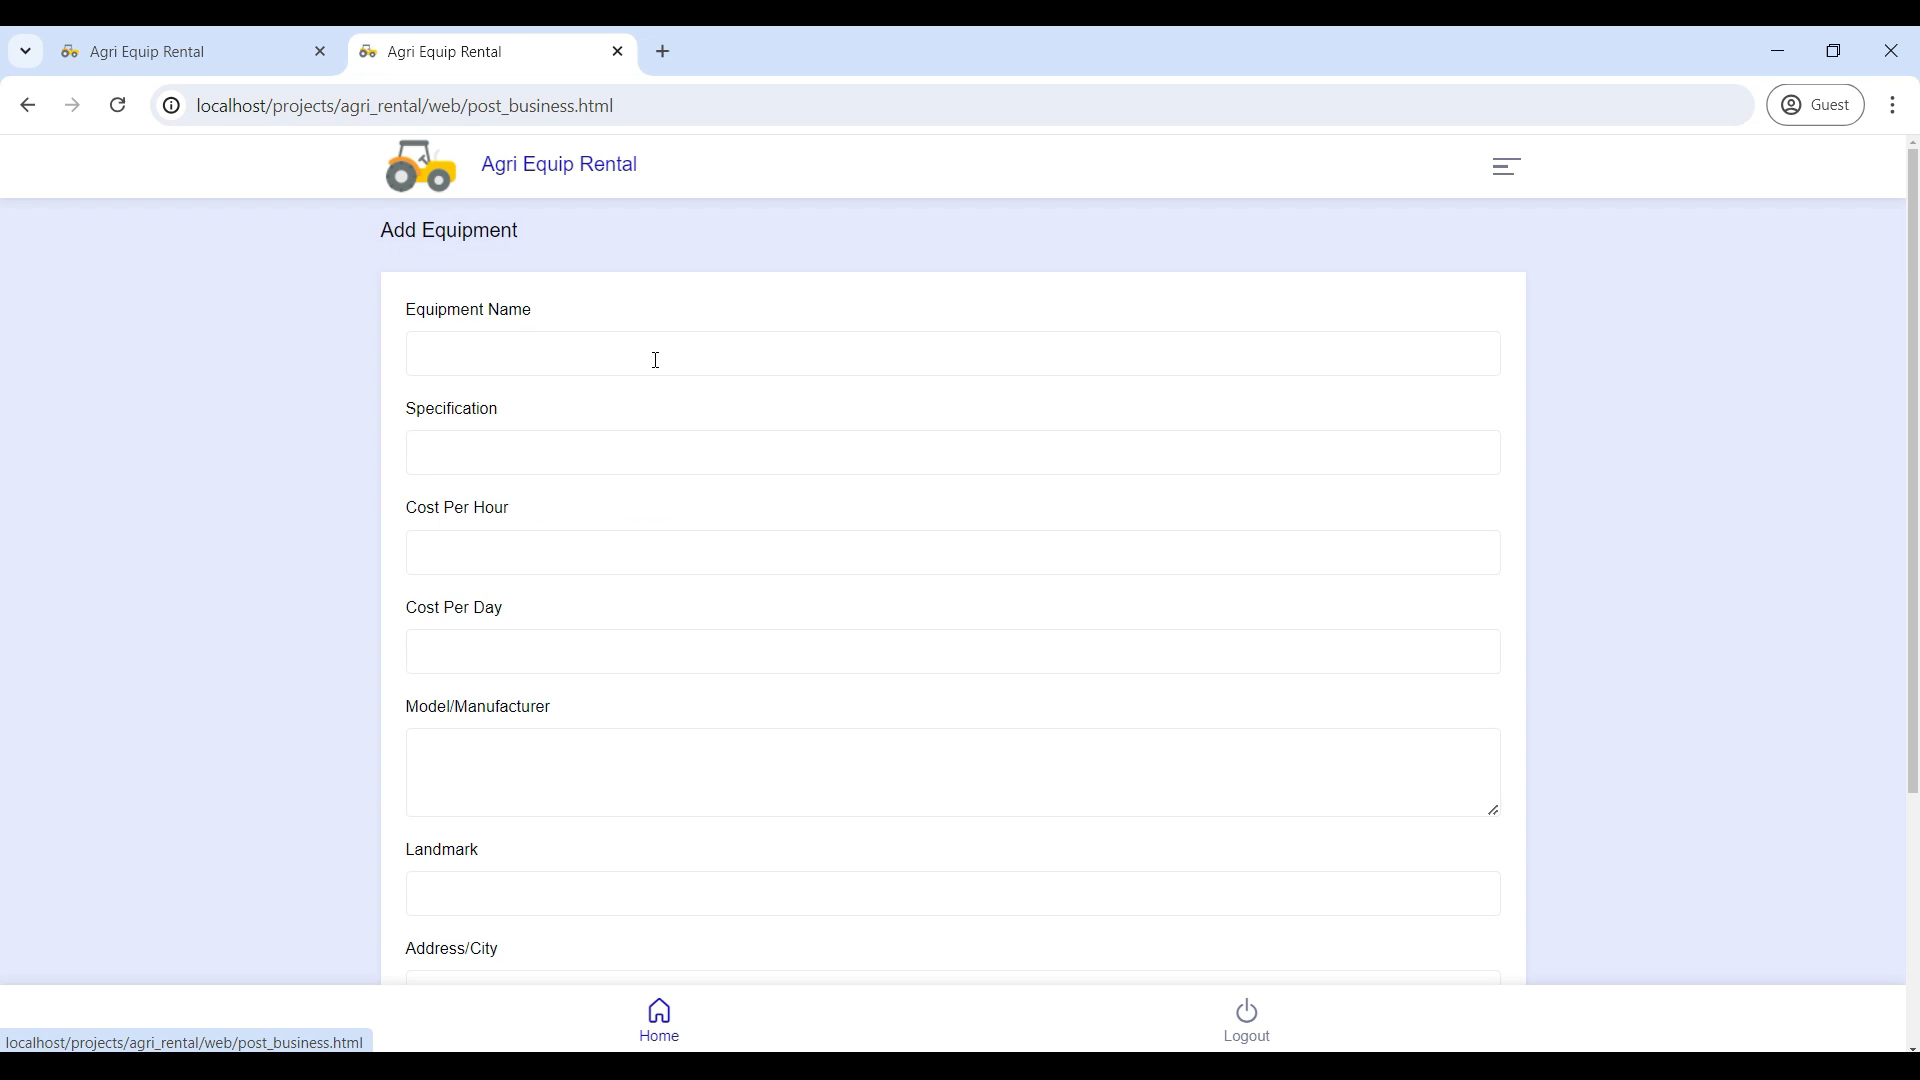 Agri Equip Rental
Agri Equip Rental
localhost/projects/agri_rental/web/post_business.html
Guest
Agri Equip Rental
Add Equipment
Equipment Name
Specification
Cost Per Hour
Cost Per Day
Model/Manufacturer
Landmark
Address/City
Home
Logout
localhost/projects/agri_rental/web/post_business.html